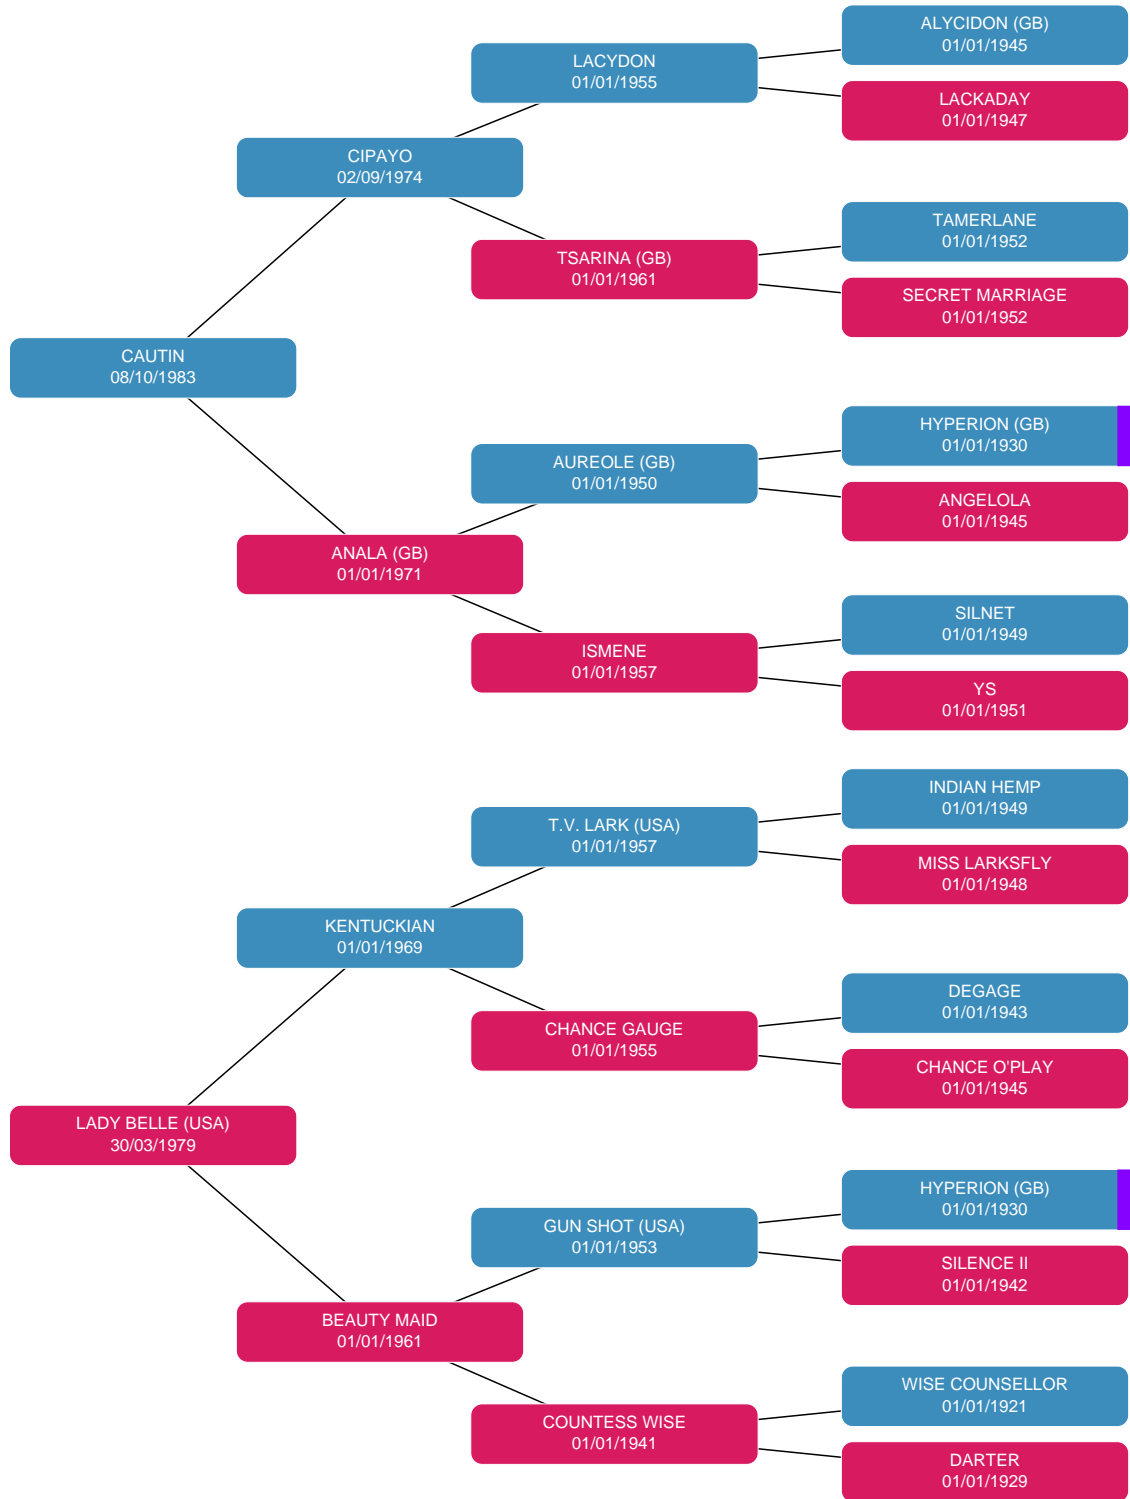 ALYCIDON (GB)
01/01/1945
LACYDON
01/01/1955
LACKADAY
01/01/1947
CIPAYO
02/09/1974
TAMERLANE
01/01/1952
TSARINA (GB)
01/01/1961
SECRET MARRIAGE
01/01/1952
CAUTIN
08/10/1983
HYPERION (GB)
01/01/1930
AUREOLE (GB)
01/01/1950
ANGELOLA
01/01/1945
ANALA (GB)
01/01/1971
SILNET
01/01/1949
ISMENE
01/01/1957
YS
01/01/1951
INDIAN HEMP
01/01/1949
T.V. LARK (USA)
01/01/1957
MISS LARKSFLY
01/01/1948
KENTUCKIAN
01/01/1969
DEGAGE
01/01/1943
CHANCE GAUGE
01/01/1955
CHANCE O'PLAY
01/01/1945
LADY BELLE (USA)
30/03/1979
HYPERION (GB)
01/01/1930
GUN SHOT (USA)
01/01/1953
SILENCE II
01/01/1942
BEAUTY MAID
01/01/1961
WISE COUNSELLOR
01/01/1921
COUNTESS WISE
01/01/1941
DARTER
01/01/1929